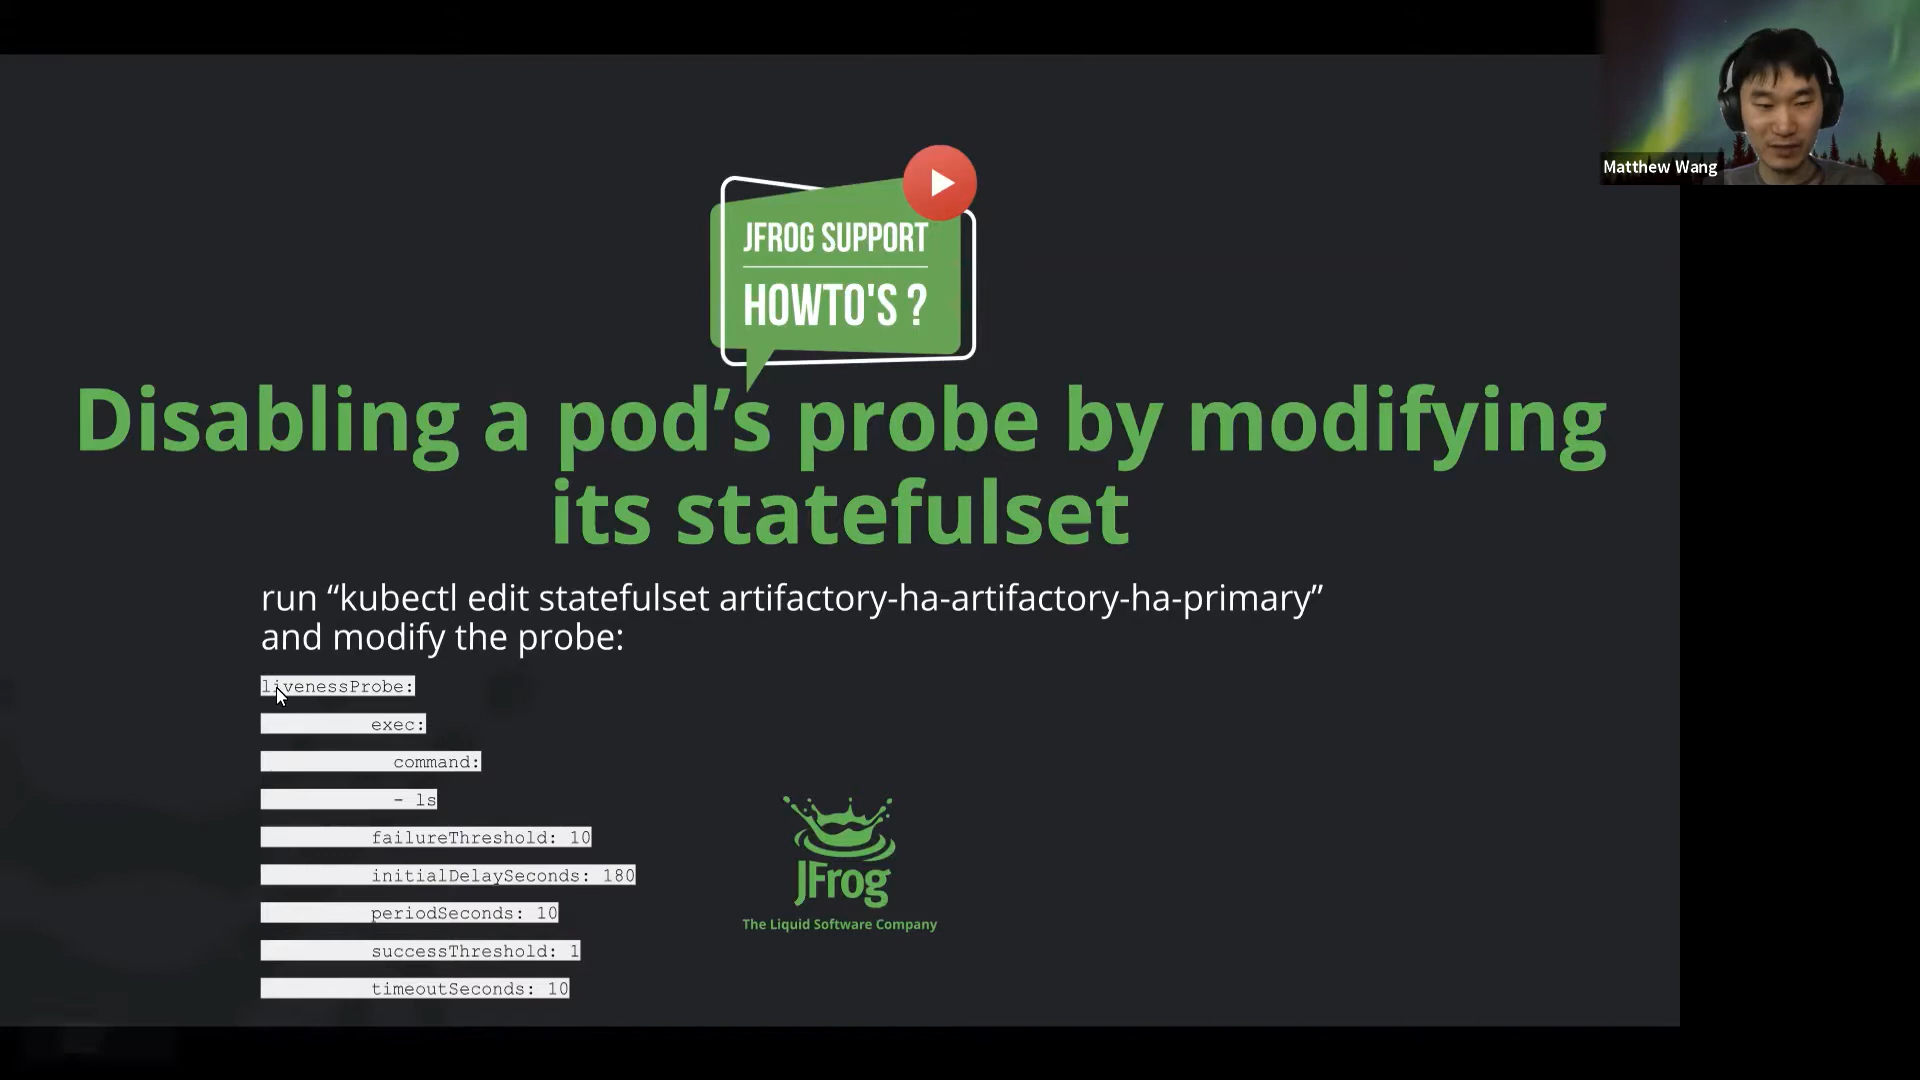 Matthew Wang
JFROG SUPPORT
HOWTO'S ?
Disabling a pod’s probe by modifying
its statefulset
run “kubectl edit statefulset artifactory-ha-artifactory-ha-primary”
and modify the probe:
livenessProbe:
exec:
command:
- ls
failureThreshold: 10
initialDelaySeconds: 180
periodSeconds: 10
successThreshold: 1
timeoutSeconds: 10
JFrog
The Liquid Software Company